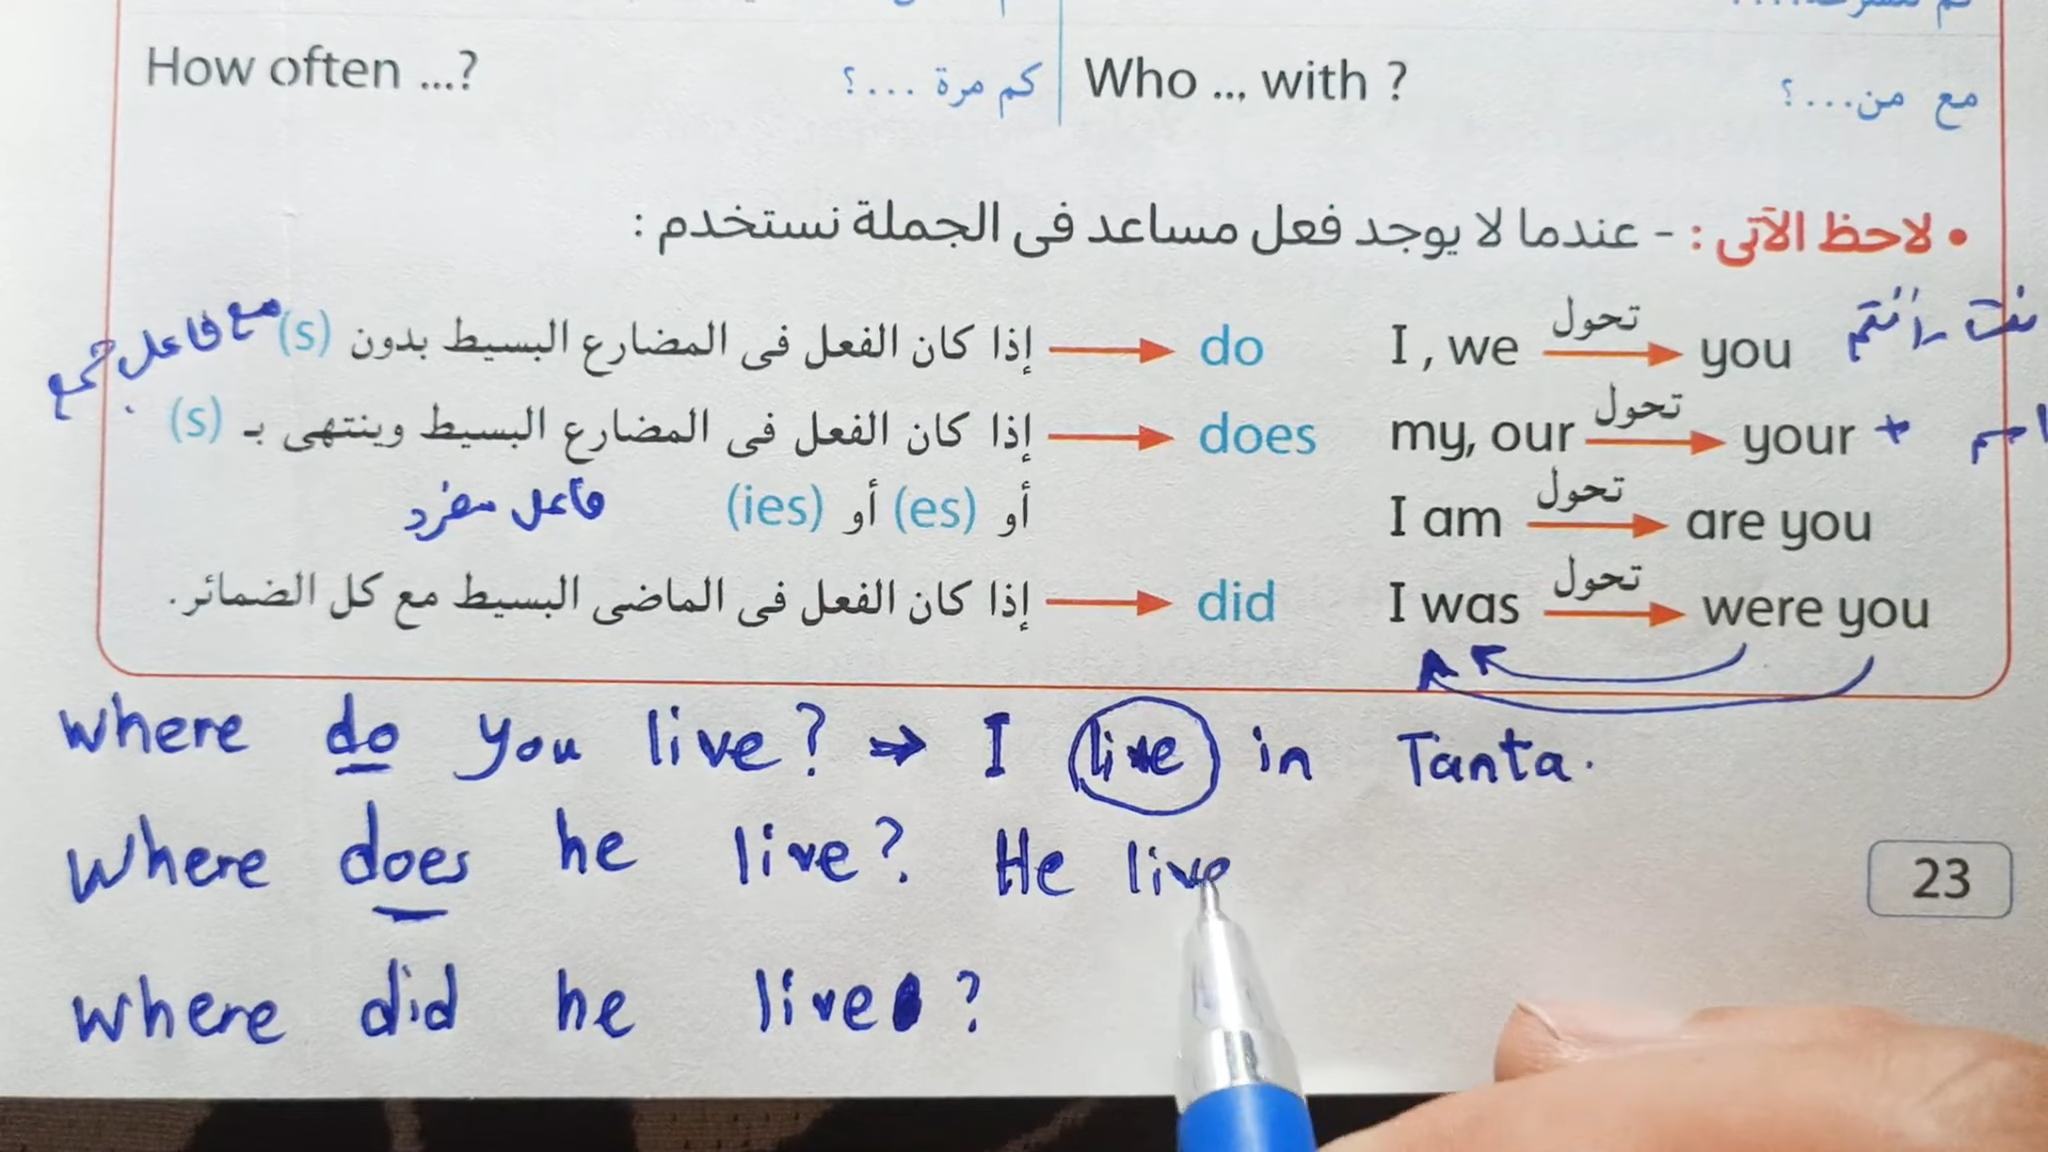 How often ...? كم مرة ...؟ Who ... with ? مع من...؟
• لاحظ الآتى : - عندما لا يوجد فعل مساعد فى الجملة نستخدم :
إذا كان الفعل فى المضارع البسيط بدون (s) مع فاعل جمع
do
I , we تحول you
إذا كان الفعل فى المضارع البسيط وينتهى بـ (s)
does
my, our تحول your + اسم
أو (es) أو (ies) فاعل مفرد
I am تحول are you
إذا كان الفعل فى الماضى البسيط مع كل الضمائر.
did
I was تحول were you
where do you live? → I live in Tanta.
Where does he live? He live
23
where did he live ?